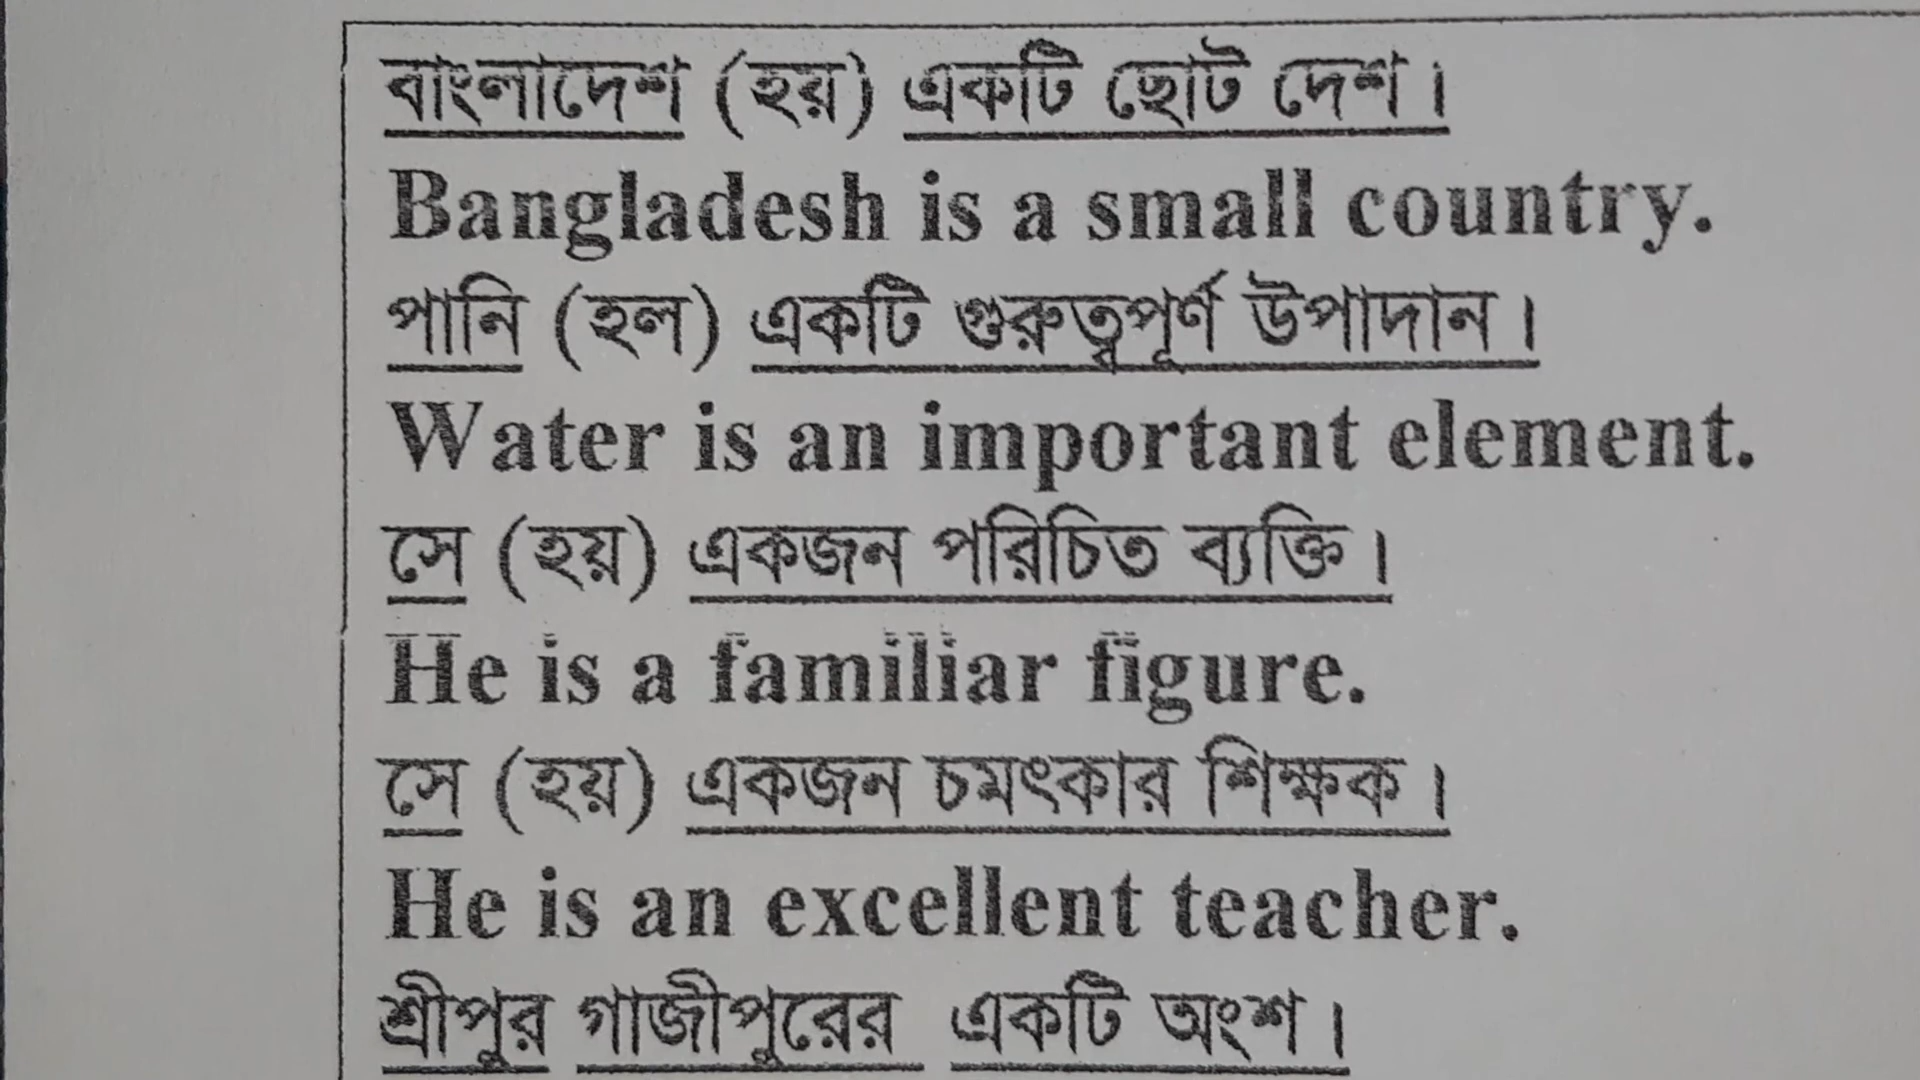 বাংলাদেশ (হয়) একটি ছোট দেশ।
Bangladesh is a small country.
পানি (হল) একটি গুরুত্বপূর্ণ উপাদান।
Water is an important element.
সে (হয়) একজন পরিচিত ব্যক্তি।
He is a familiar figure.
সে (হয়) একজন চমৎকার শিক্ষক।
He is an excellent teacher.
শ্রীপুর গাজীপুরের একটি অংশ।